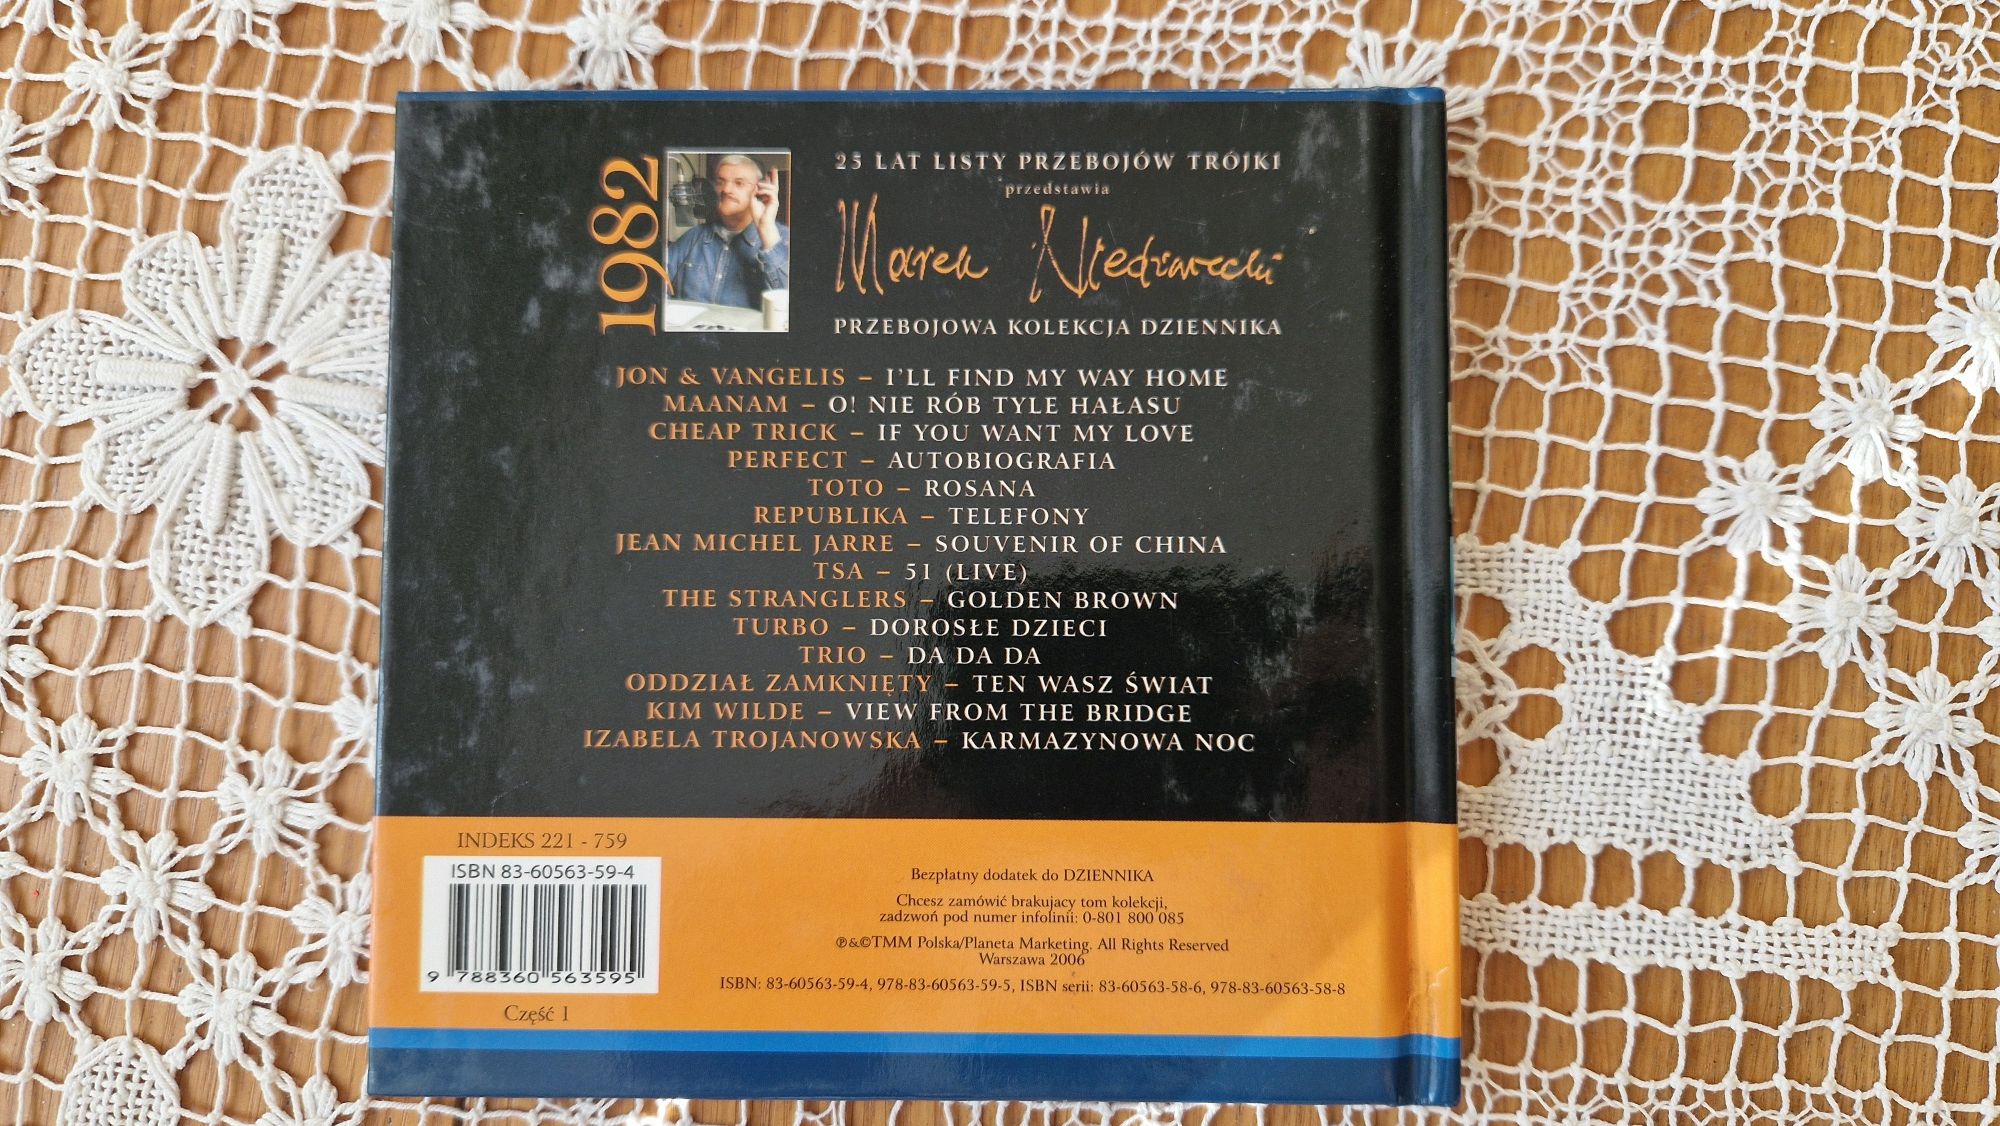 1982
25 LAT LISTY PRZEBOJÓW TRÓJKI
przedstawia
Marek Niedźwiecki
PRZEBOJOWA KOLEKCJA DZIENNIKA
JON & VANGELIS – I'LL FIND MY WAY HOME
MAANAM – O! NIE RÓB TYLE HAŁASU
CHEAP TRICK – IF YOU WANT MY LOVE
PERFECT – AUTOBIOGRAFIA
TOTO – ROSANA
REPUBLIKA – TELEFONY
JEAN MICHEL JARRE – SOUVENIR OF CHINA
TSA – 51 (LIVE)
THE STRANGLERS – GOLDEN BROWN
TURBO – DOROSŁE DZIECI
TRIO – DA DA DA
ODDZIAŁ ZAMKNIĘTY – TEN WASZ ŚWIAT
KIM WILDE – VIEW FROM THE BRIDGE
IZABELA TROJANOWSKA – KARMAZYNOWA NOC
INDEKS 221 - 759
ISBN 83-60563-59-4
9 788360 563595
Część 1
Bezpłatny dodatek do DZIENNIKA
Chcesz zamówić brakujacy tom kolekcji,
zadzwoń pod numer infolinii: 0-801 800 085
℗&©TMM Polska/Planeta Marketing. All Rights Reserved
Warszawa 2006
ISBN: 83-60563-59-4, 978-83-60563-59-5, ISBN serii: 83-60563-58-6, 978-83-60563-58-8